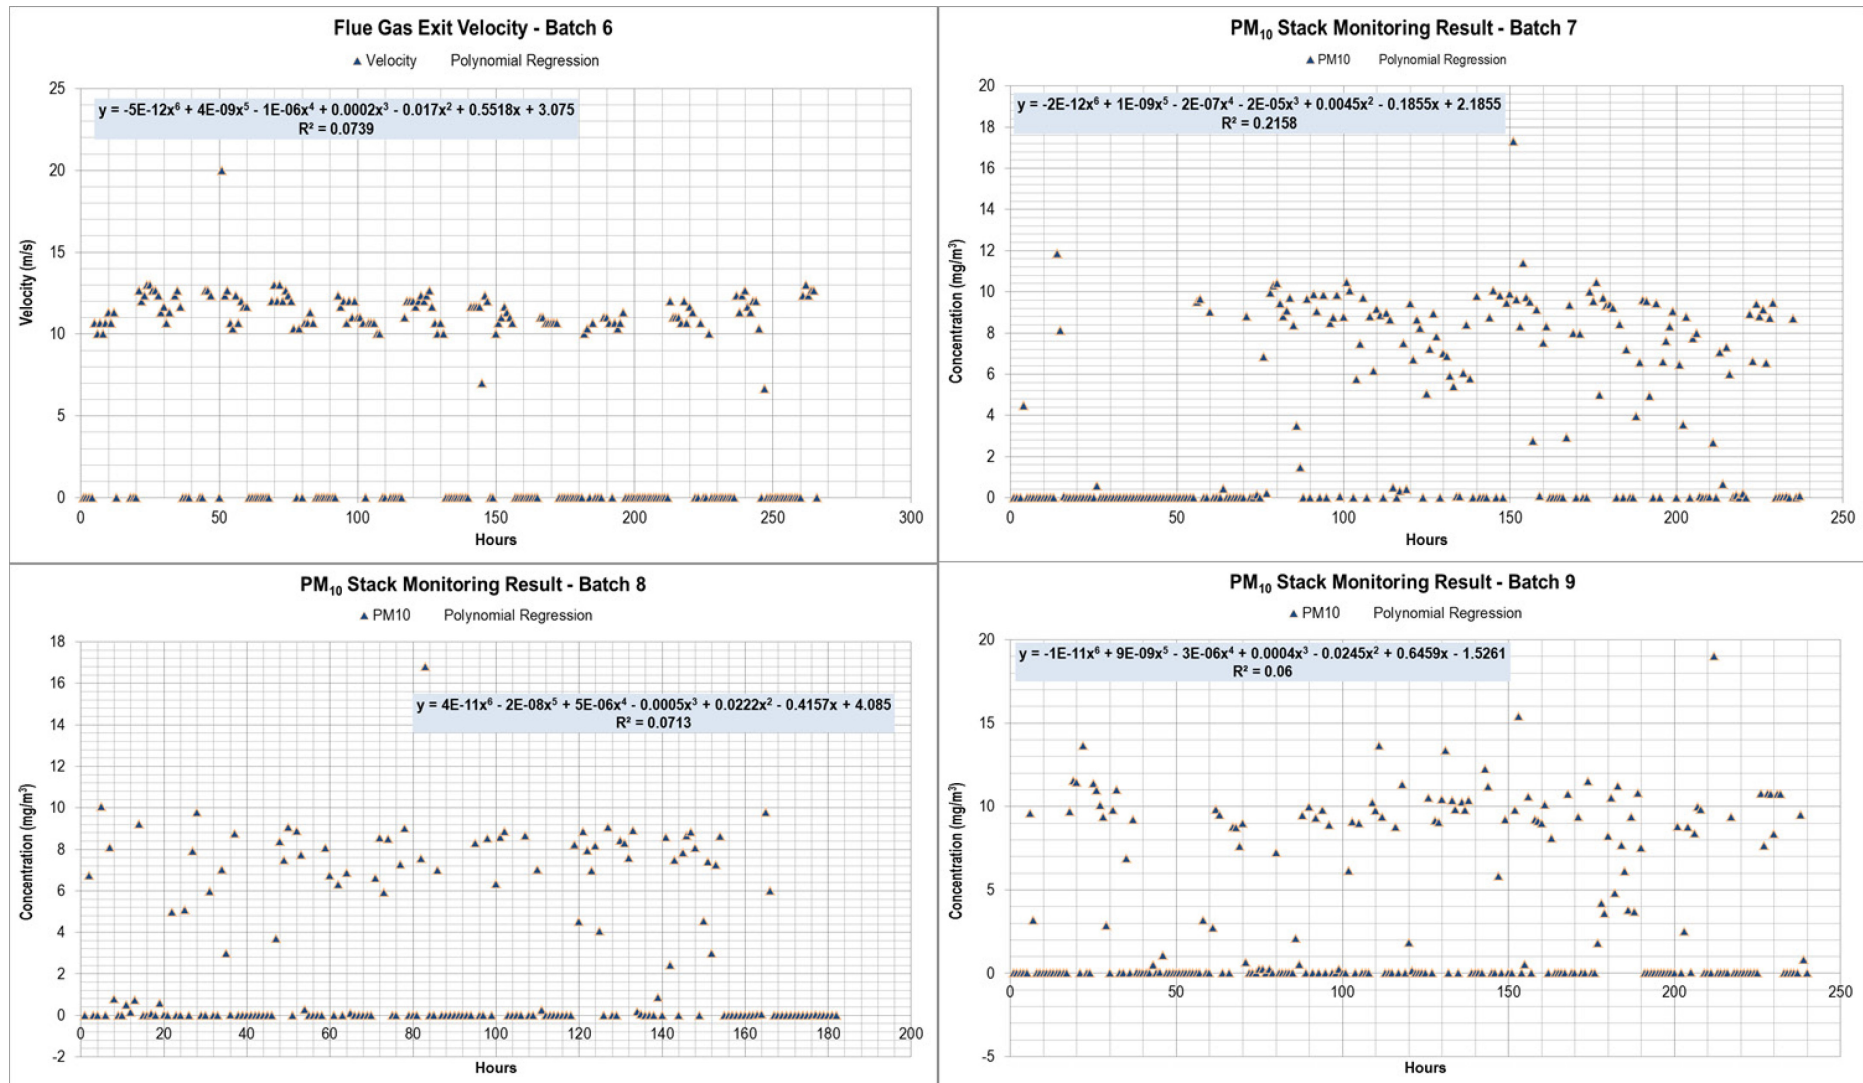 Flue Gas Exit Velocity - Batch 6
Velocity Polynomial Regression
y = -5E-12x⁶ + 4E-09x⁵ - 1E-06x⁴ + 0.0002x³ - 0.017x² + 0.5518x + 3.075
R² = 0.0739
Velocity (m/s)
25
20
15
10
5
0
0 50 100 150 200 250 300
Hours
PM₁₀ Stack Monitoring Result - Batch 7
PM10 Polynomial Regression
y = -2E-12x⁶ + 1E-09x⁵ - 2E-07x⁴ - 2E-05x³ + 0.0045x² - 0.1855x + 2.1855
R² = 0.2158
Concentration (mg/m³)
20
18
16
14
12
10
8
6
4
2
0
0 50 100 150 200 250
Hours
PM₁₀ Stack Monitoring Result - Batch 8
PM10 Polynomial Regression
y = 4E-11x⁶ - 2E-08x⁵ + 5E-06x⁴ - 0.0005x³ + 0.0222x² - 0.4157x + 4.085
R² = 0.0713
Concentration (mg/m³)
18
16
14
12
10
8
6
4
2
0
-2
0 20 40 60 80 100 120 140 160 180 200
Hours
PM₁₀ Stack Monitoring Result - Batch 9
PM10 Polynomial Regression
y = -1E-11x⁶ + 9E-09x⁵ - 3E-06x⁴ + 0.0004x³ - 0.0245x² + 0.6459x - 1.5261
R² = 0.06
Concentration (mg/m³)
20
15
10
5
0
-5
0 50 100 150 200 250
Hours